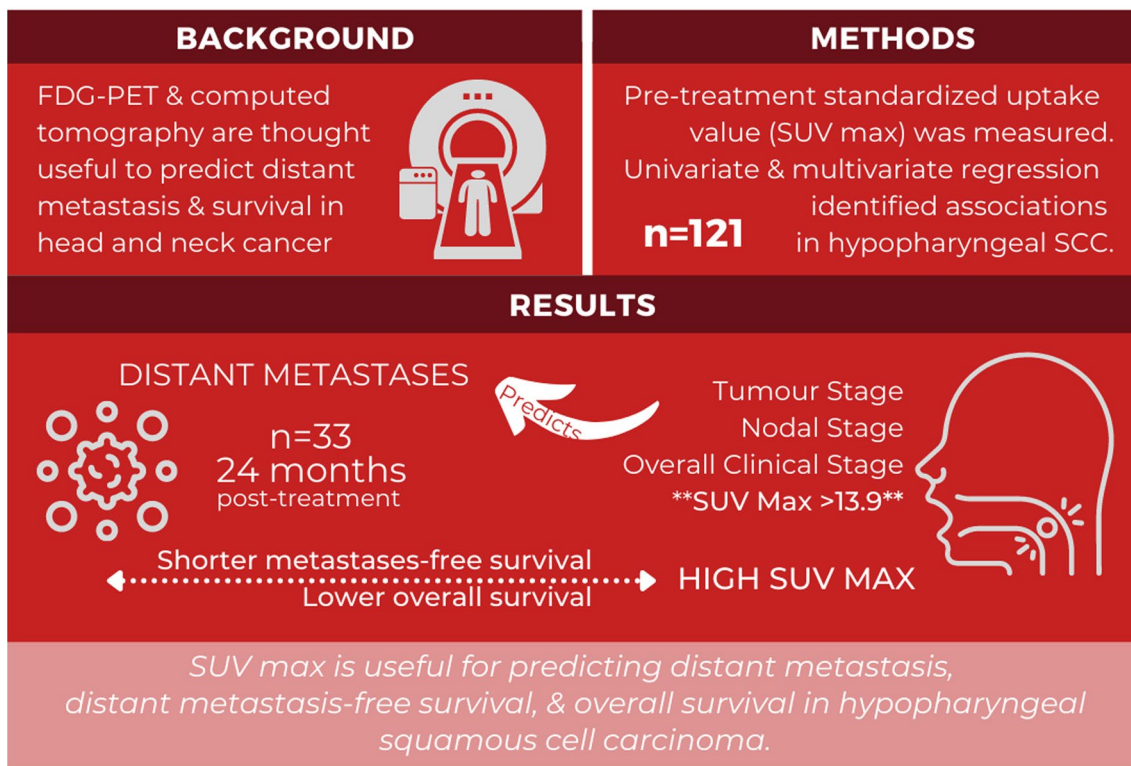 BACKGROUND
FDG-PET & computed
tomography are thought
useful to predict distant
metastasis & survival in
head and neck cancer
METHODS
Pre-treatment standardized uptake
value (SUV max) was measured.
Univariate & multivariate regression
identified associations
n=121
in hypopharyngeal SCC.
RESULTS
DISTANT METASTASES
n=33
24 months
post-treatment
Predicts
Tumour Stage
Nodal Stage
Overall Clinical Stage
**SUV Max >13.9**
Shorter metastases-free survival
Lower overall survival
HIGH SUV MAX
SUV max is useful for predicting distant metastasis,
distant metastasis-free survival, & overall survival in hypopharyngeal
squamous cell carcinoma.